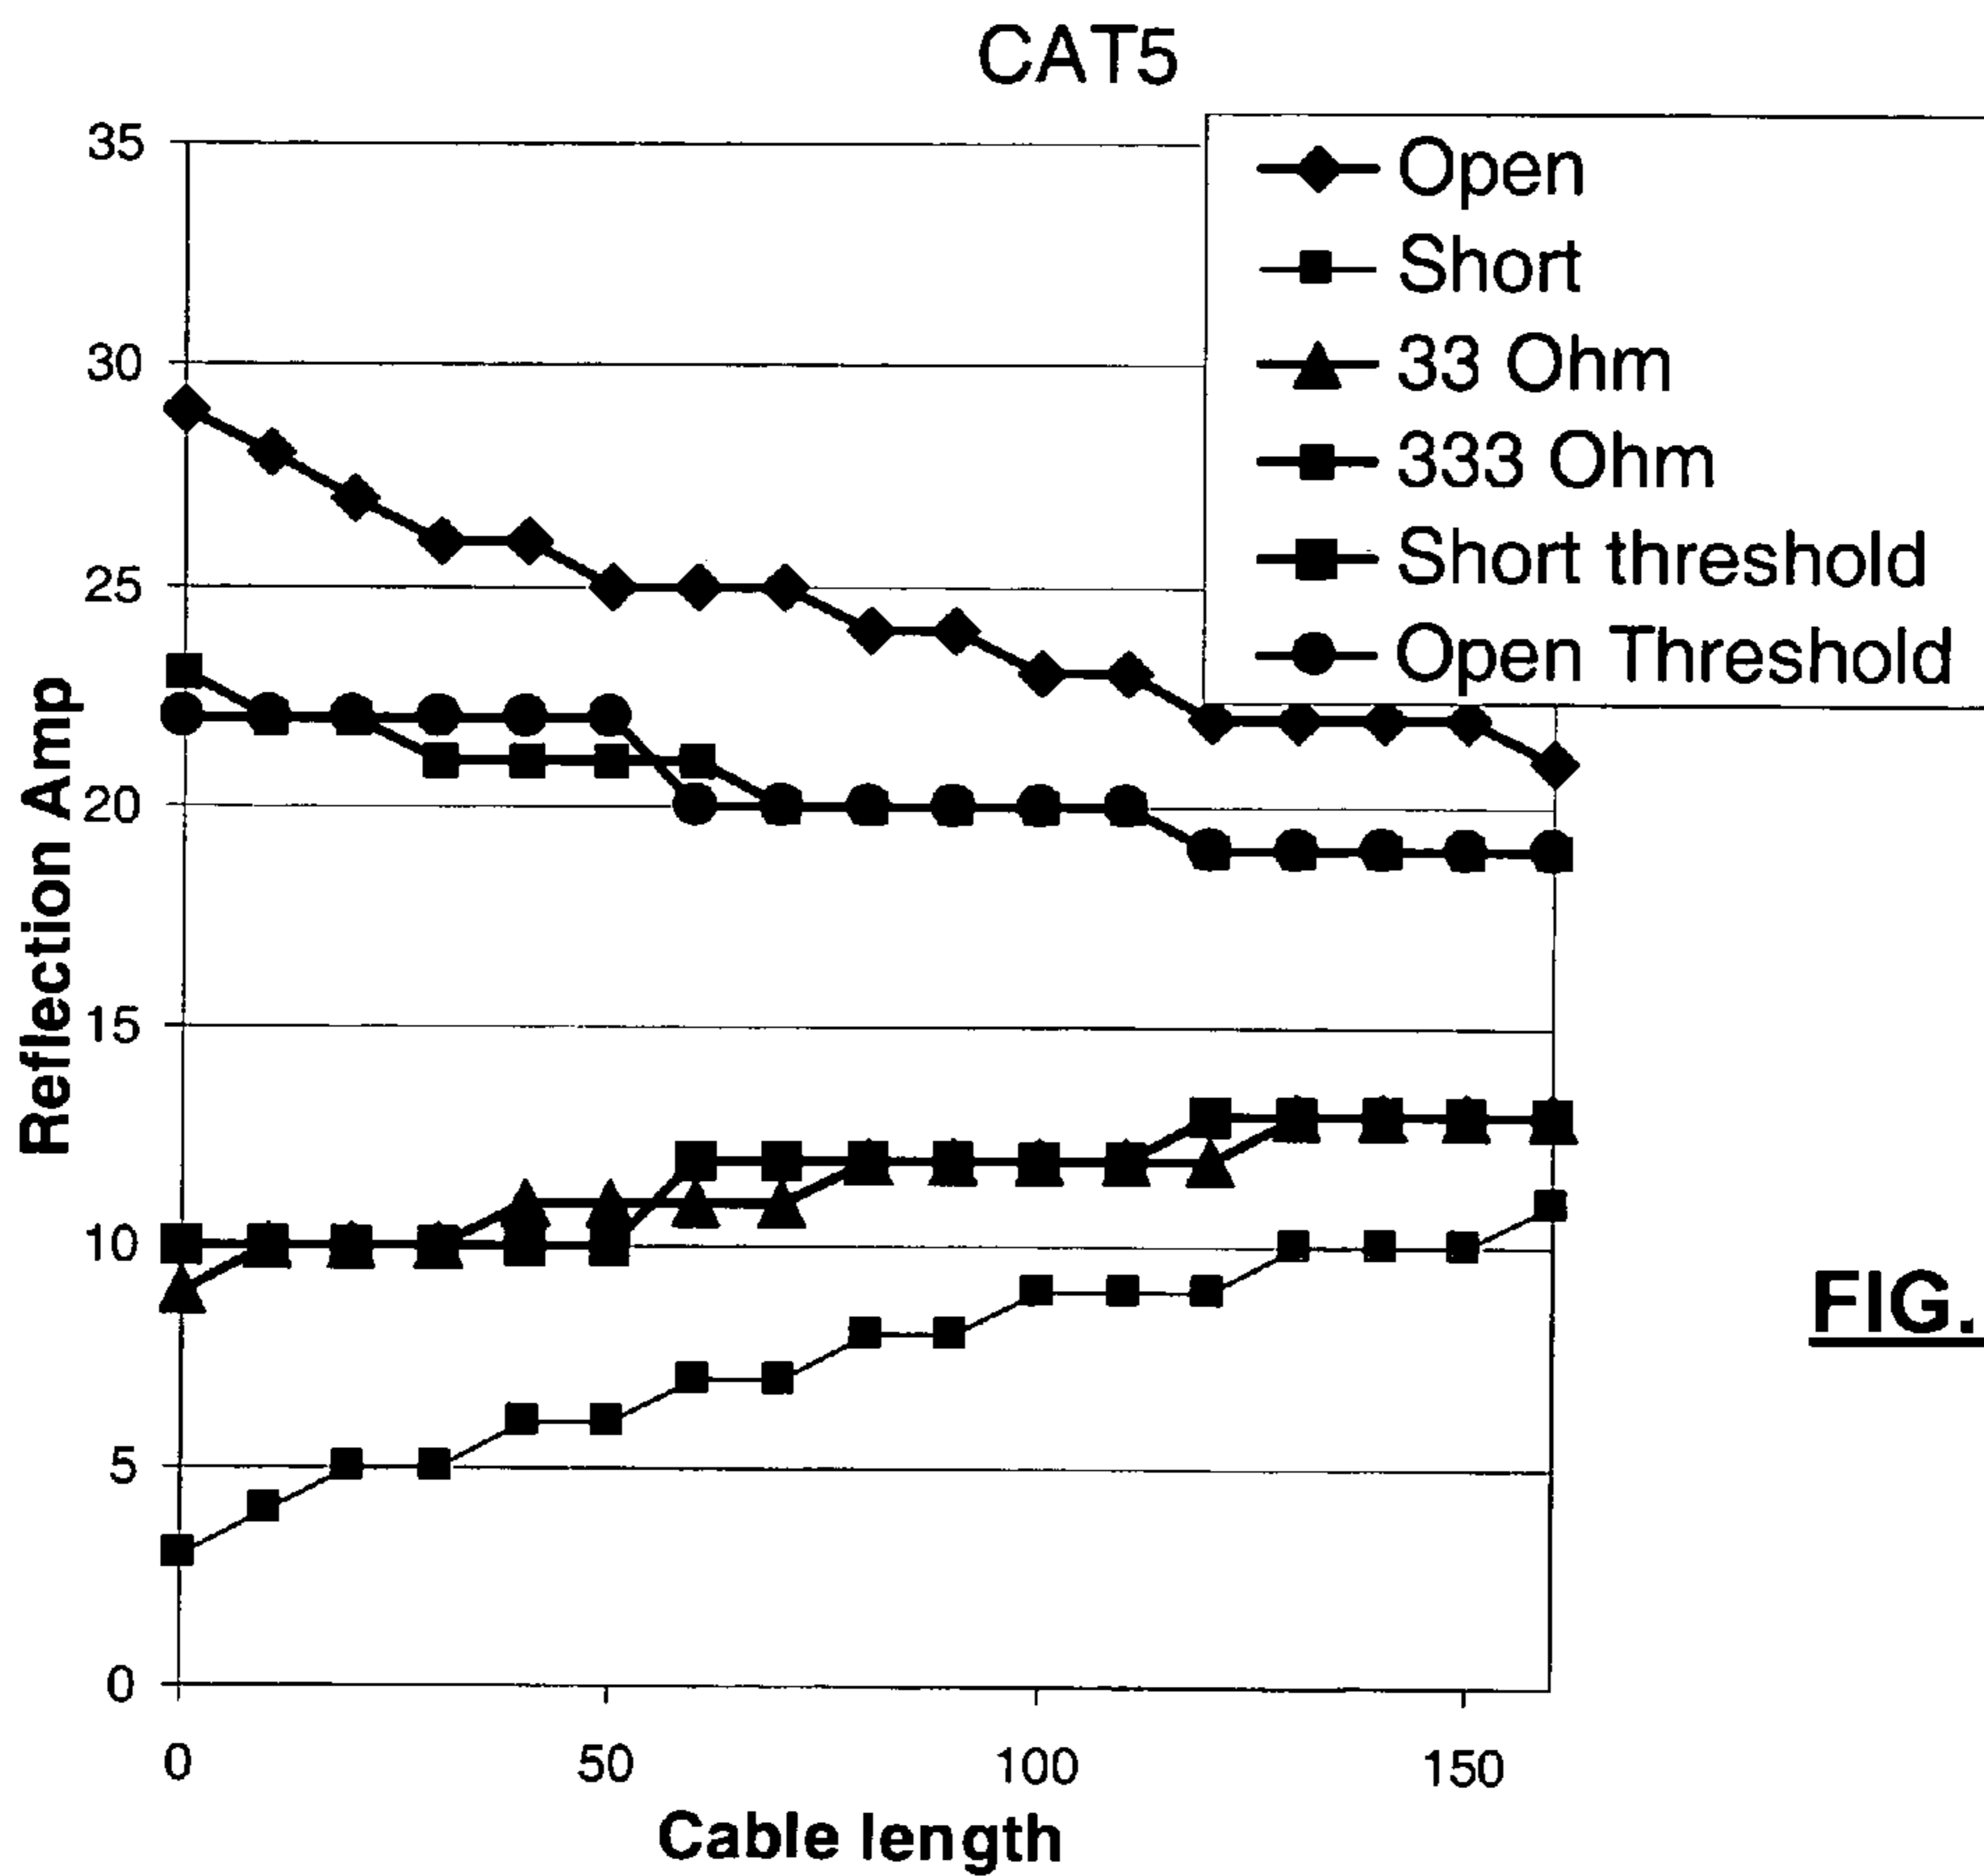 CAT5
35
30
25
20
15
10
5
0
Reflection Amp
Open
Short
33 Ohm
333 Ohm
Short threshold
Open Threshold
FIG.
0 50 100 150
Cable length